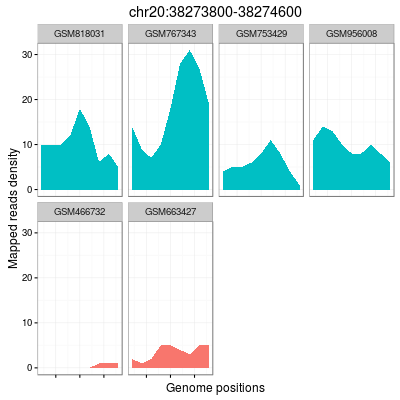 chr20:38273800-38274600
GSM818031 GSM767343 GSM753429 GSM956008
30
20
10
0
GSM466732 GSM663427
30
20
10
0
Mapped reads density
Genome positions